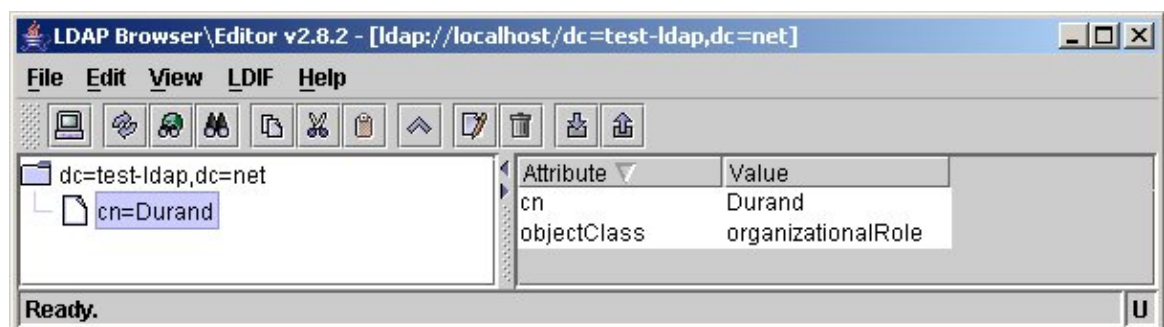 LDAP Browser\Editor v2.8.2 - [ldap://localhost/dc=test-ldap,dc=net]
File Edit View LDIF Help
dc=test-ldap,dc=net
cn=Durand
Attribute Value
cn Durand
objectClass organizationalRole
Ready. U